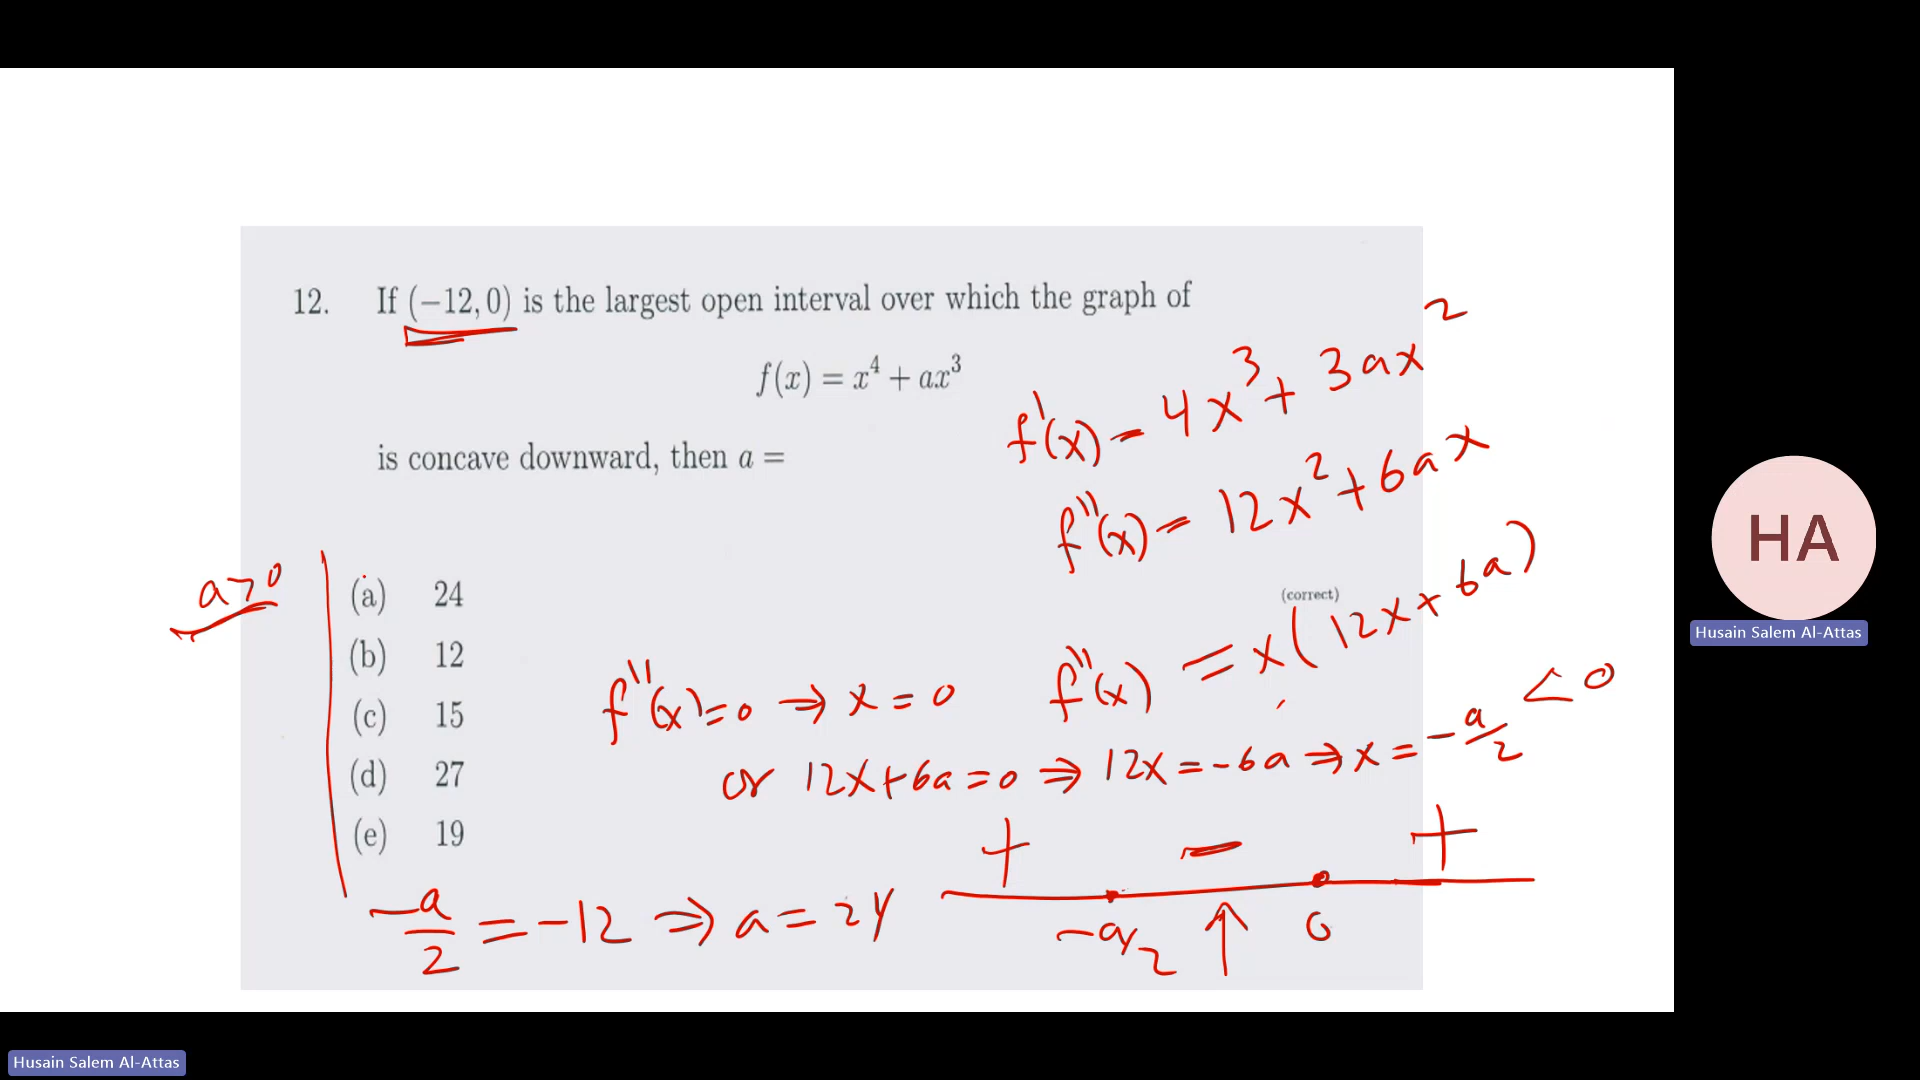 12. If (−12, 0) is the largest open interval over which the graph of
f(x) = x⁴ + ax³
is concave downward, then a =
f'(x) = 4x³ + 3ax²
f''(x) = 12x² + 6ax
a > 0
(a) 24 (correct)
(b) 12
(c) 15
(d) 27
(e) 19
f''(x) = x(12x + 6a)
f''(x) = 0 ⇒ x = 0
or 12x + 6a = 0 ⇒ 12x = −6a ⇒ x = −a/2 < 0
+ − +
−a/2 ↑ 0
−a/2 = −12 ⇒ a = 24
HA
Husain Salem Al-Attas
Husain Salem Al-Attas